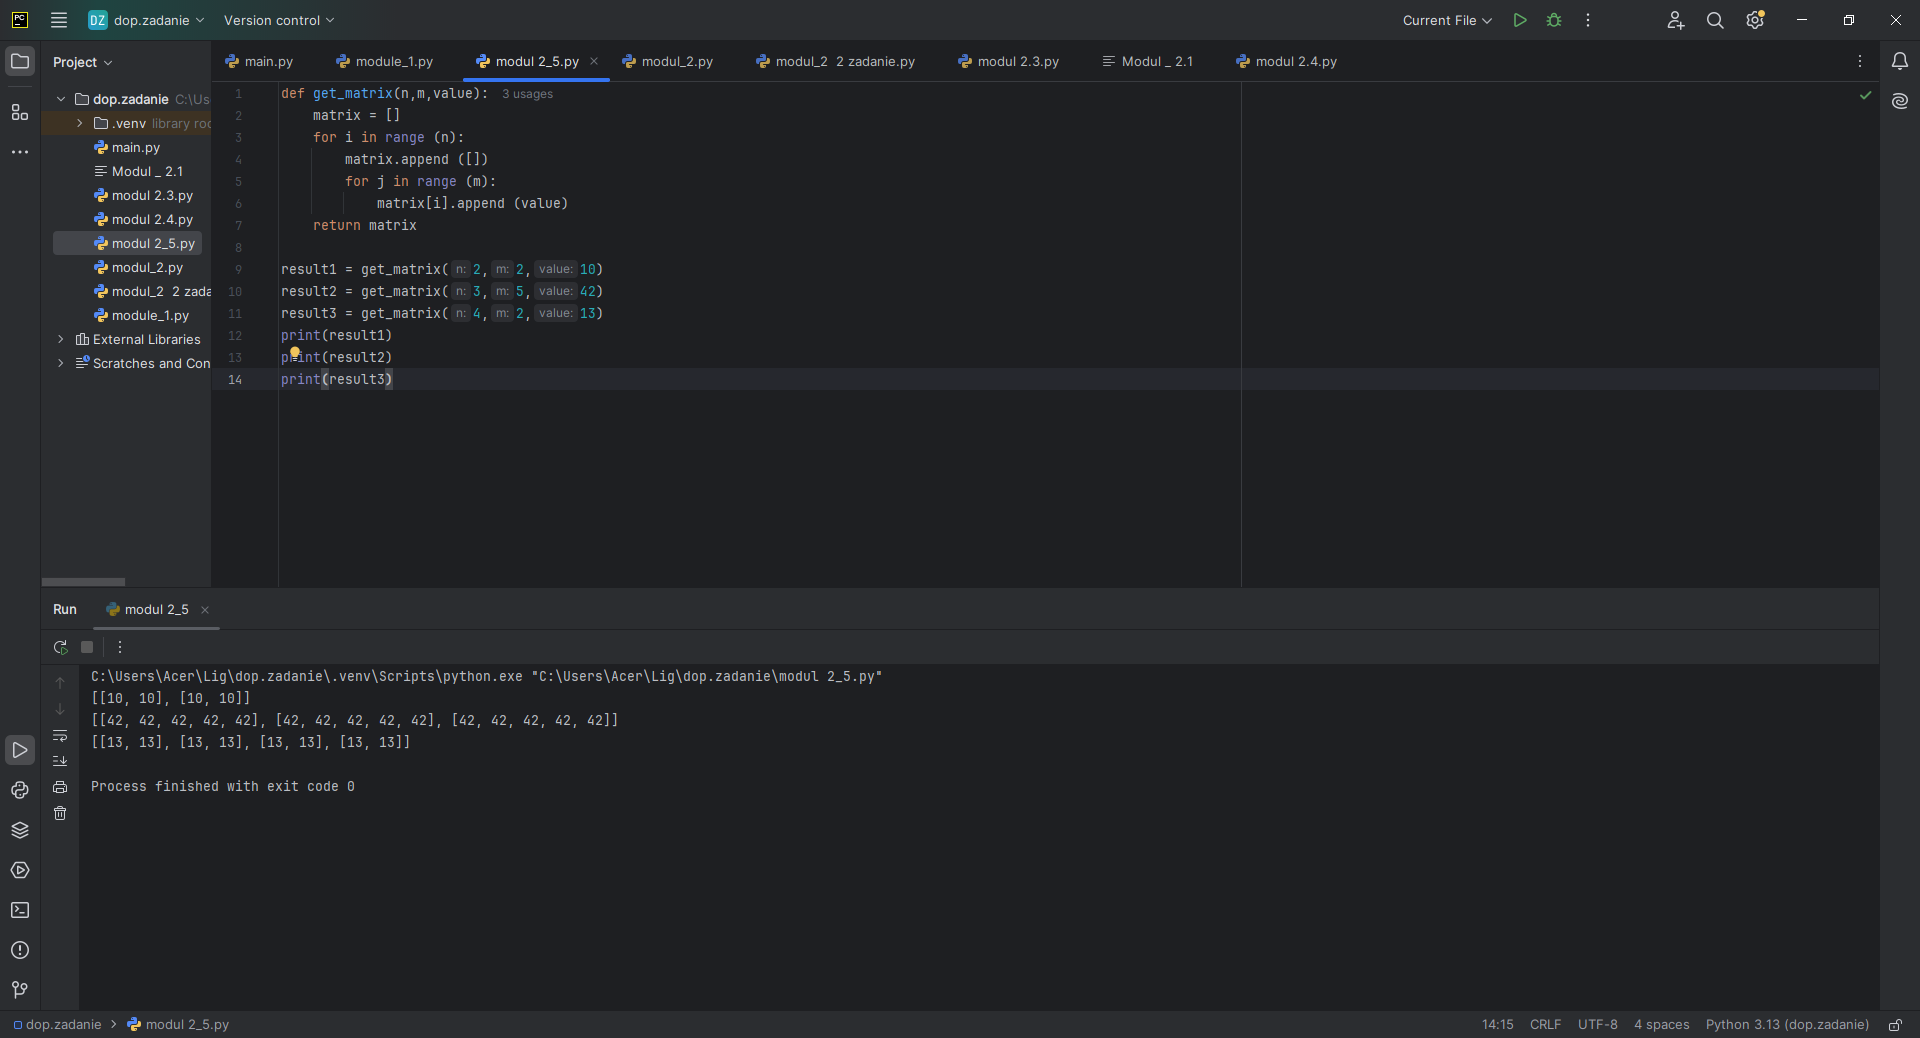 PC
DZ dop.zadanie Version control Current File
Project
main.py module_1.py modul 2_5.py modul_2.py modul_2  2 zadanie.py modul 2.3.py Modul _ 2.1 modul 2.4.py
dop.zadanie C:\Us
.venv library roo
main.py
Modul _ 2.1
modul 2.3.py
modul 2.4.py
modul 2_5.py
modul_2.py
modul_2  2 zada
module_1.py
External Libraries
Scratches and Con
1 def get_matrix(n,m,value): 3 usages
2     matrix = []
3     for i in range (n):
4         matrix.append ([])
5         for j in range (m):
6             matrix[i].append (value)
7     return matrix
8
9 result1 = get_matrix( n: 2, m: 2, value: 10)
10 result2 = get_matrix( n: 3, m: 5, value: 42)
11 result3 = get_matrix( n: 4, m: 2, value: 13)
12 print(result1)
13 print(result2)
14 print(result3)
Run modul 2_5
C:\Users\Acer\Lig\dop.zadanie\.venv\Scripts\python.exe "C:\Users\Acer\Lig\dop.zadanie\modul 2_5.py"
[[10, 10], [10, 10]]
[[42, 42, 42, 42, 42], [42, 42, 42, 42, 42], [42, 42, 42, 42, 42]]
[[13, 13], [13, 13], [13, 13], [13, 13]]
Process finished with exit code 0
dop.zadanie modul 2_5.py 14:15 CRLF UTF-8 4 spaces Python 3.13 (dop.zadanie)